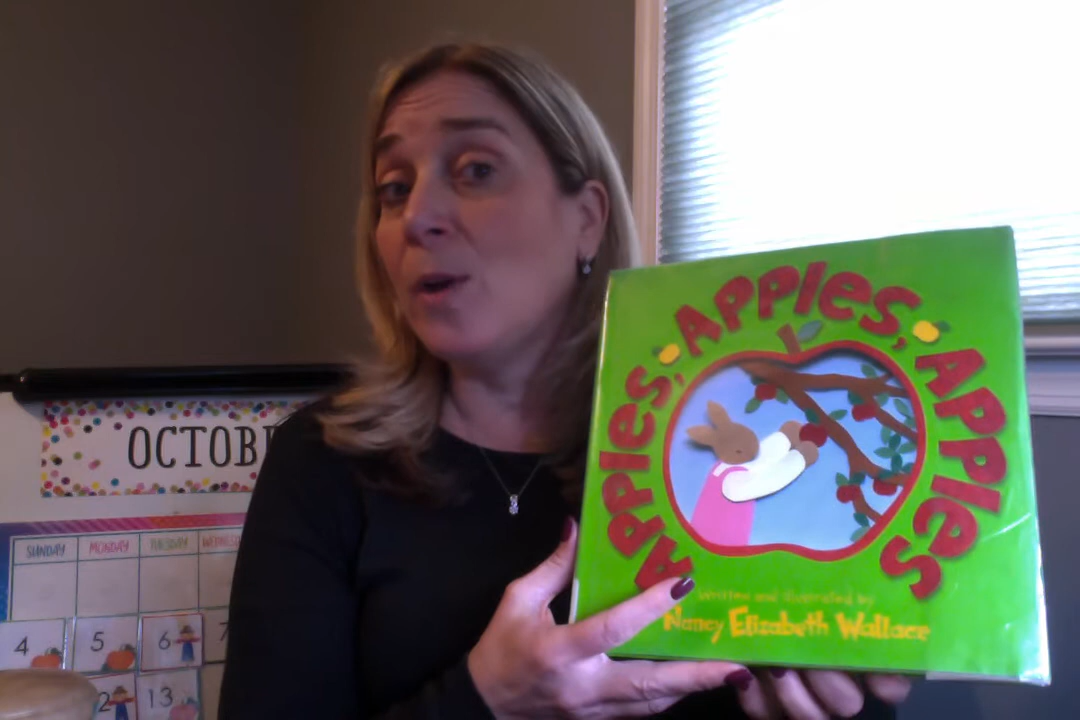 Apples, Apples, Apples
Written and illustrated by
Nancy Elizabeth Wallace
OCTOB
SUNDAY MONDAY TUESDAY WEDNES
4 5 6 7
2 13